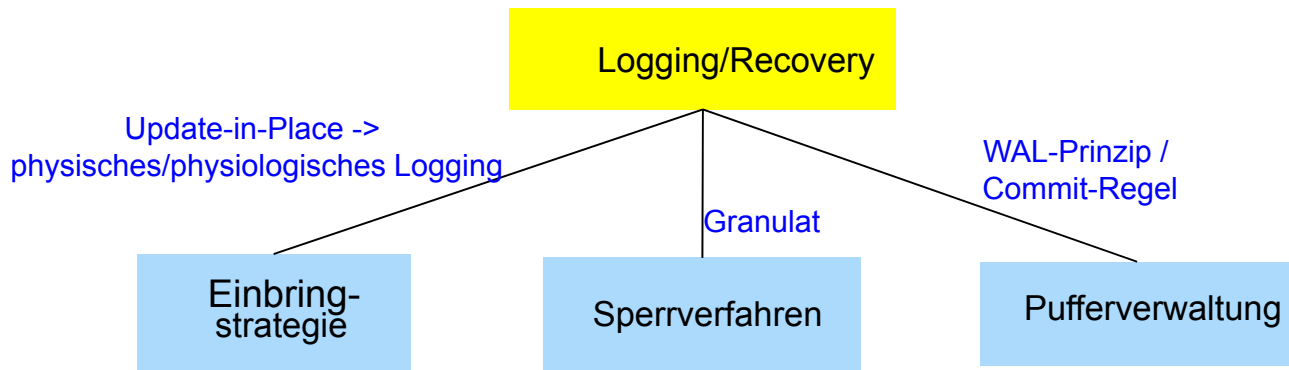 Logging/Recovery
Update-in-Place ->
physisches/physiologisches Logging
WAL-Prinzip /
Commit-Regel
Granulat
Einbring-
strategie
Sperrverfahren
Pufferverwaltung